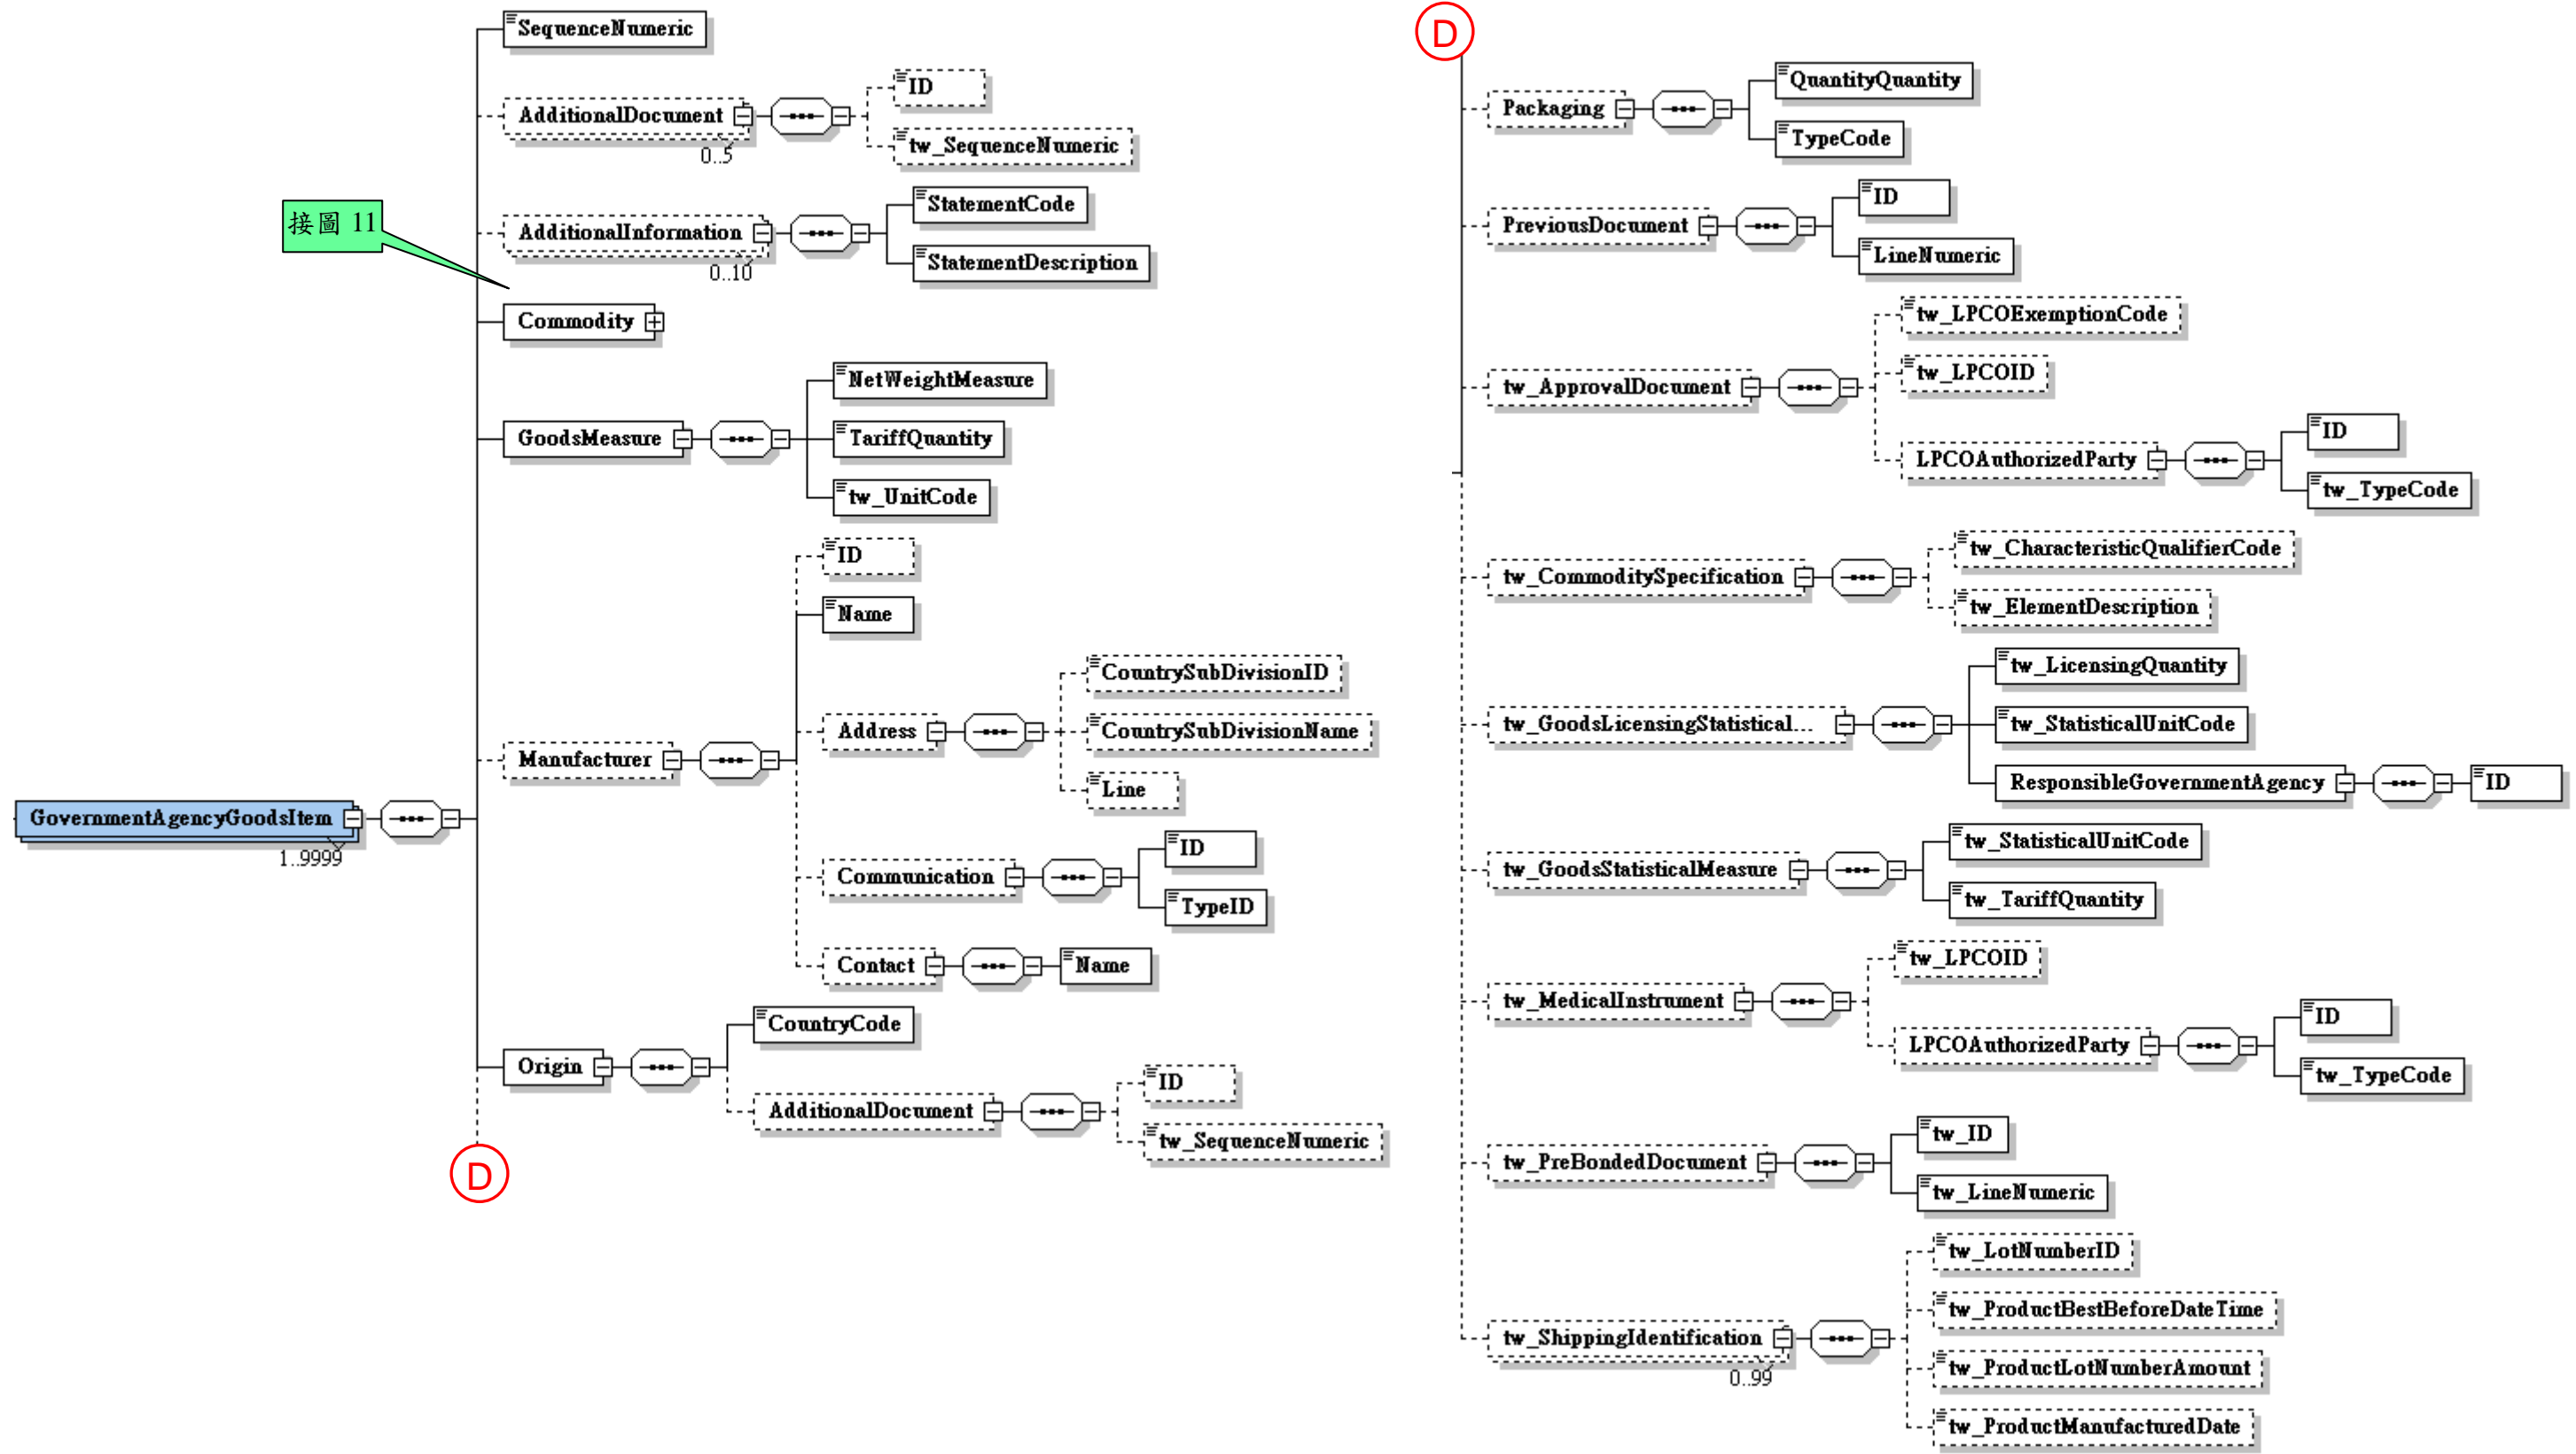 SequenceNumeric
AdditionalDocument
0..5
ID
tw_SequenceNumeric
接圖 11
AdditionalInformation
0..10
StatementCode
StatementDescription
Commodity
GoodsMeasure
NetWeightMeasure
TariffQuantity
tw_UnitCode
GovernmentAgencyGoodsItem
1..9999
Manufacturer
ID
Name
Address
CountrySubDivisionID
CountrySubDivisionName
Line
Communication
ID
TypeID
Contact
Name
Origin
CountryCode
AdditionalDocument
ID
tw_SequenceNumeric
D
D
Packaging
QuantityQuantity
TypeCode
PreviousDocument
ID
LineNumeric
tw_ApprovalDocument
tw_LPCOExemptionCode
tw_LPCOID
LPCOAuthorizedParty
ID
tw_TypeCode
tw_CommoditySpecification
tw_CharacteristicQualifierCode
tw_ElementDescription
tw_GoodsLicensingStatistical...
tw_LicensingQuantity
tw_StatisticalUnitCode
ResponsibleGovernmentAgency
ID
tw_GoodsStatisticalMeasure
tw_StatisticalUnitCode
tw_TariffQuantity
tw_MedicalInstrument
tw_LPCOID
LPCOAuthorizedParty
ID
tw_TypeCode
tw_PreBondedDocument
tw_ID
tw_LineNumeric
tw_ShippingIdentification
0..99
tw_LotNumberID
tw_ProductBestBeforeDateTime
tw_ProductLotNumberAmount
tw_ProductManufacturedDate